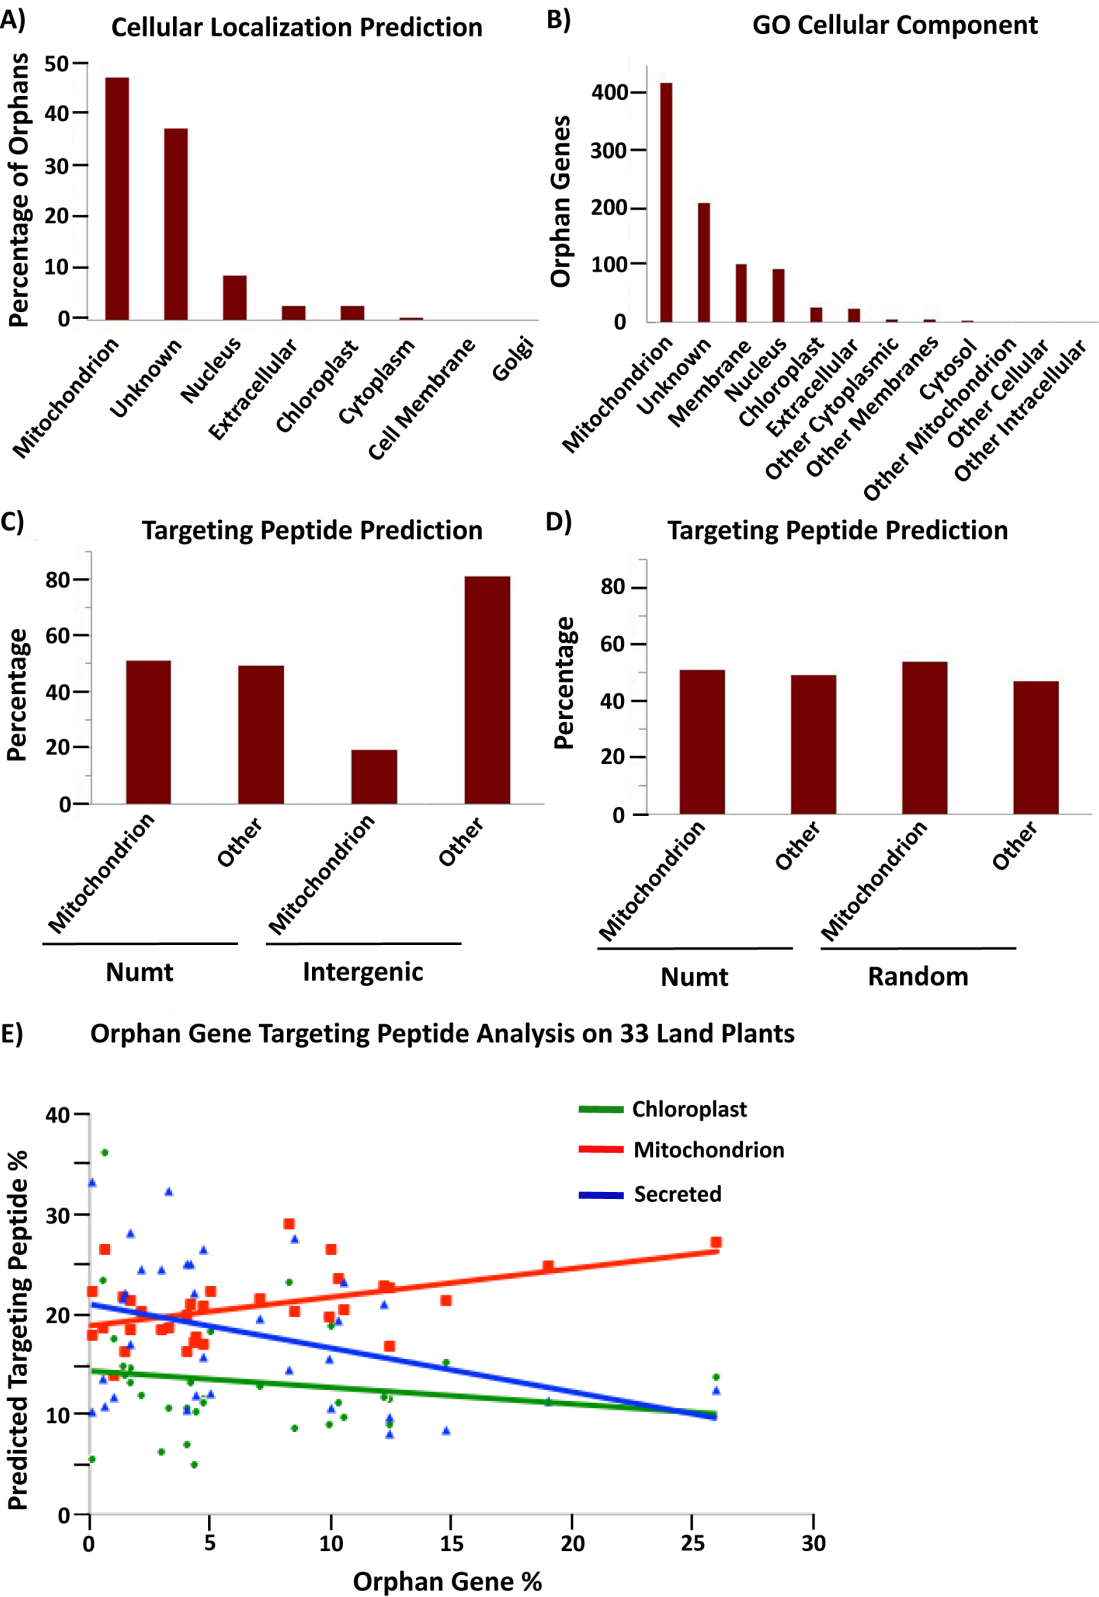 A)
Cellular Localization Prediction
Percentage of Orphans
50
40
30
20
10
0
Mitochondrion
Unknown
Nucleus
Extracellular
Chloroplast
Cytoplasm
Cell Membrane
Golgi
B)
GO Cellular Component
Orphan Genes
400
300
200
100
0
Mitochondrion
Unknown
Membrane
Nucleus
Chloroplast
Extracellular
Other Cytoplasmic
Other Membranes
Cytosol
Other Mitochondrion
Other Cellular
Other Intracellular
C)
Targeting Peptide Prediction
Percentage
80
60
40
20
0
Mitochondrion
Other
Mitochondrion
Other
Numt
Intergenic
D)
Targeting Peptide Prediction
Percentage
80
60
40
20
0
Mitochondrion
Other
Mitochondrion
Other
Numt
Random
E)
Orphan Gene Targeting Peptide Analysis on 33 Land Plants
Chloroplast
Mitochondrion
Secreted
Predicted Targeting Peptide %
40
30
20
10
0
0
5
10
15
20
25
30
Orphan Gene %